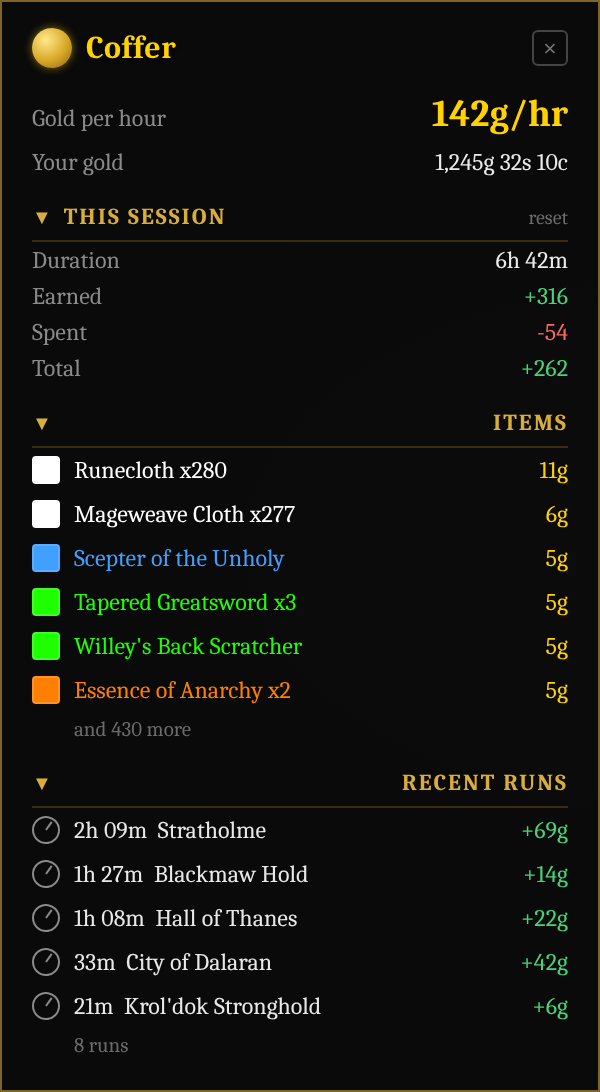 Coffer ×
Gold per hour 142g/hr
Your gold 1,245g 32s 10c
▼ THIS SESSION reset
Duration 6h 42m
Earned +316
Spent -54
Total +262
▼ ITEMS
Runecloth x280 11g
Mageweave Cloth x277 6g
Scepter of the Unholy 5g
Tapered Greatsword x3 5g
Willey's Back Scratcher 5g
Essence of Anarchy x2 5g
and 430 more
▼ RECENT RUNS
2h 09m Stratholme +69g
1h 27m Blackmaw Hold +14g
1h 08m Hall of Thanes +22g
33m City of Dalaran +42g
21m Krol'dok Stronghold +6g
8 runs